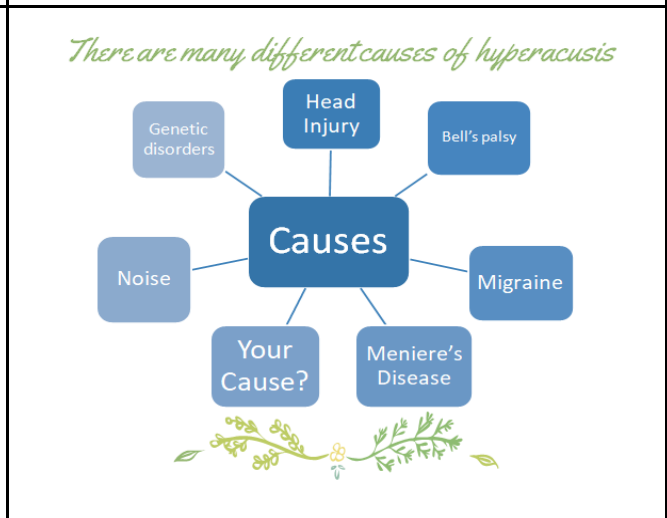 There are many different causes of hyperacusis
Head
Injury
Genetic
disorders
Bell's palsy
Causes
Noise
Migraine
Your
Cause?
Meniere's
Disease